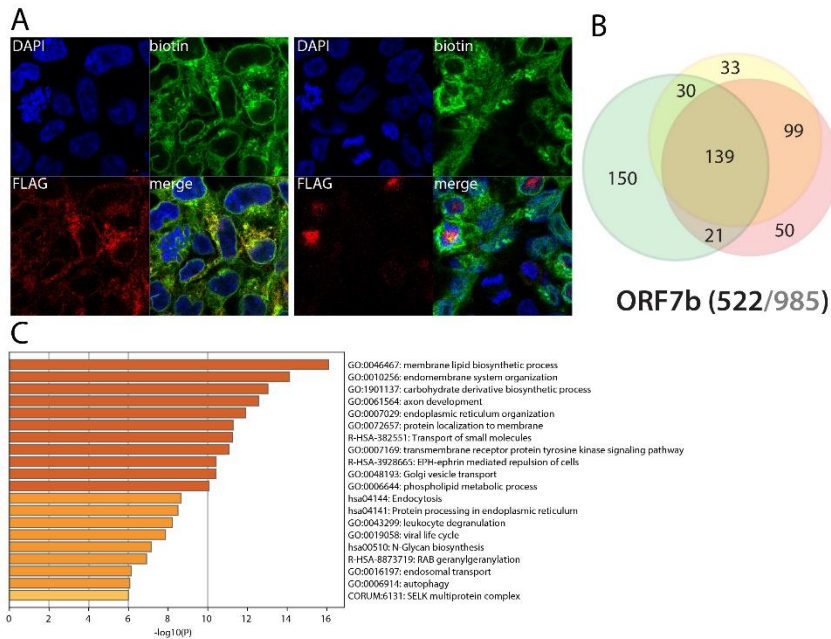 A
DAPI
biotin
DAPI
biotin
FLAG
merge
FLAG
merge
B
33
30
99
139
150
21
50
ORF7b (522/985)
C
GO:0046467: membrane lipid biosynthetic process
GO:0010256: endomembrane system organization
GO:1901137: carbohydrate derivative biosynthetic process
GO:0061564: axon development
GO:0007029: endoplasmic reticulum organization
GO:0072657: protein localization to membrane
R-HSA-382551: Transport of small molecules
GO:0007169: transmembrane receptor protein tyrosine kinase signaling pathway
R-HSA-3928665: EPH-ephrin mediated repulsion of cells
GO:0048193: Golgi vesicle transport
GO:0006644: phospholipid metabolic process
hsa04144: Endocytosis
hsa04141: Protein processing in endoplasmic reticulum
GO:0043299: leukocyte degranulation
GO:0019058: viral life cycle
hsa00510: N-Glycan biosynthesis
R-HSA-8873719: RAB geranylgeranylation
GO:0016197: endosomal transport
GO:0006914: autophagy
CORUM:6131: SELK multiprotein complex
0 2 4 6 8 10 12 14 16
-log10(P)